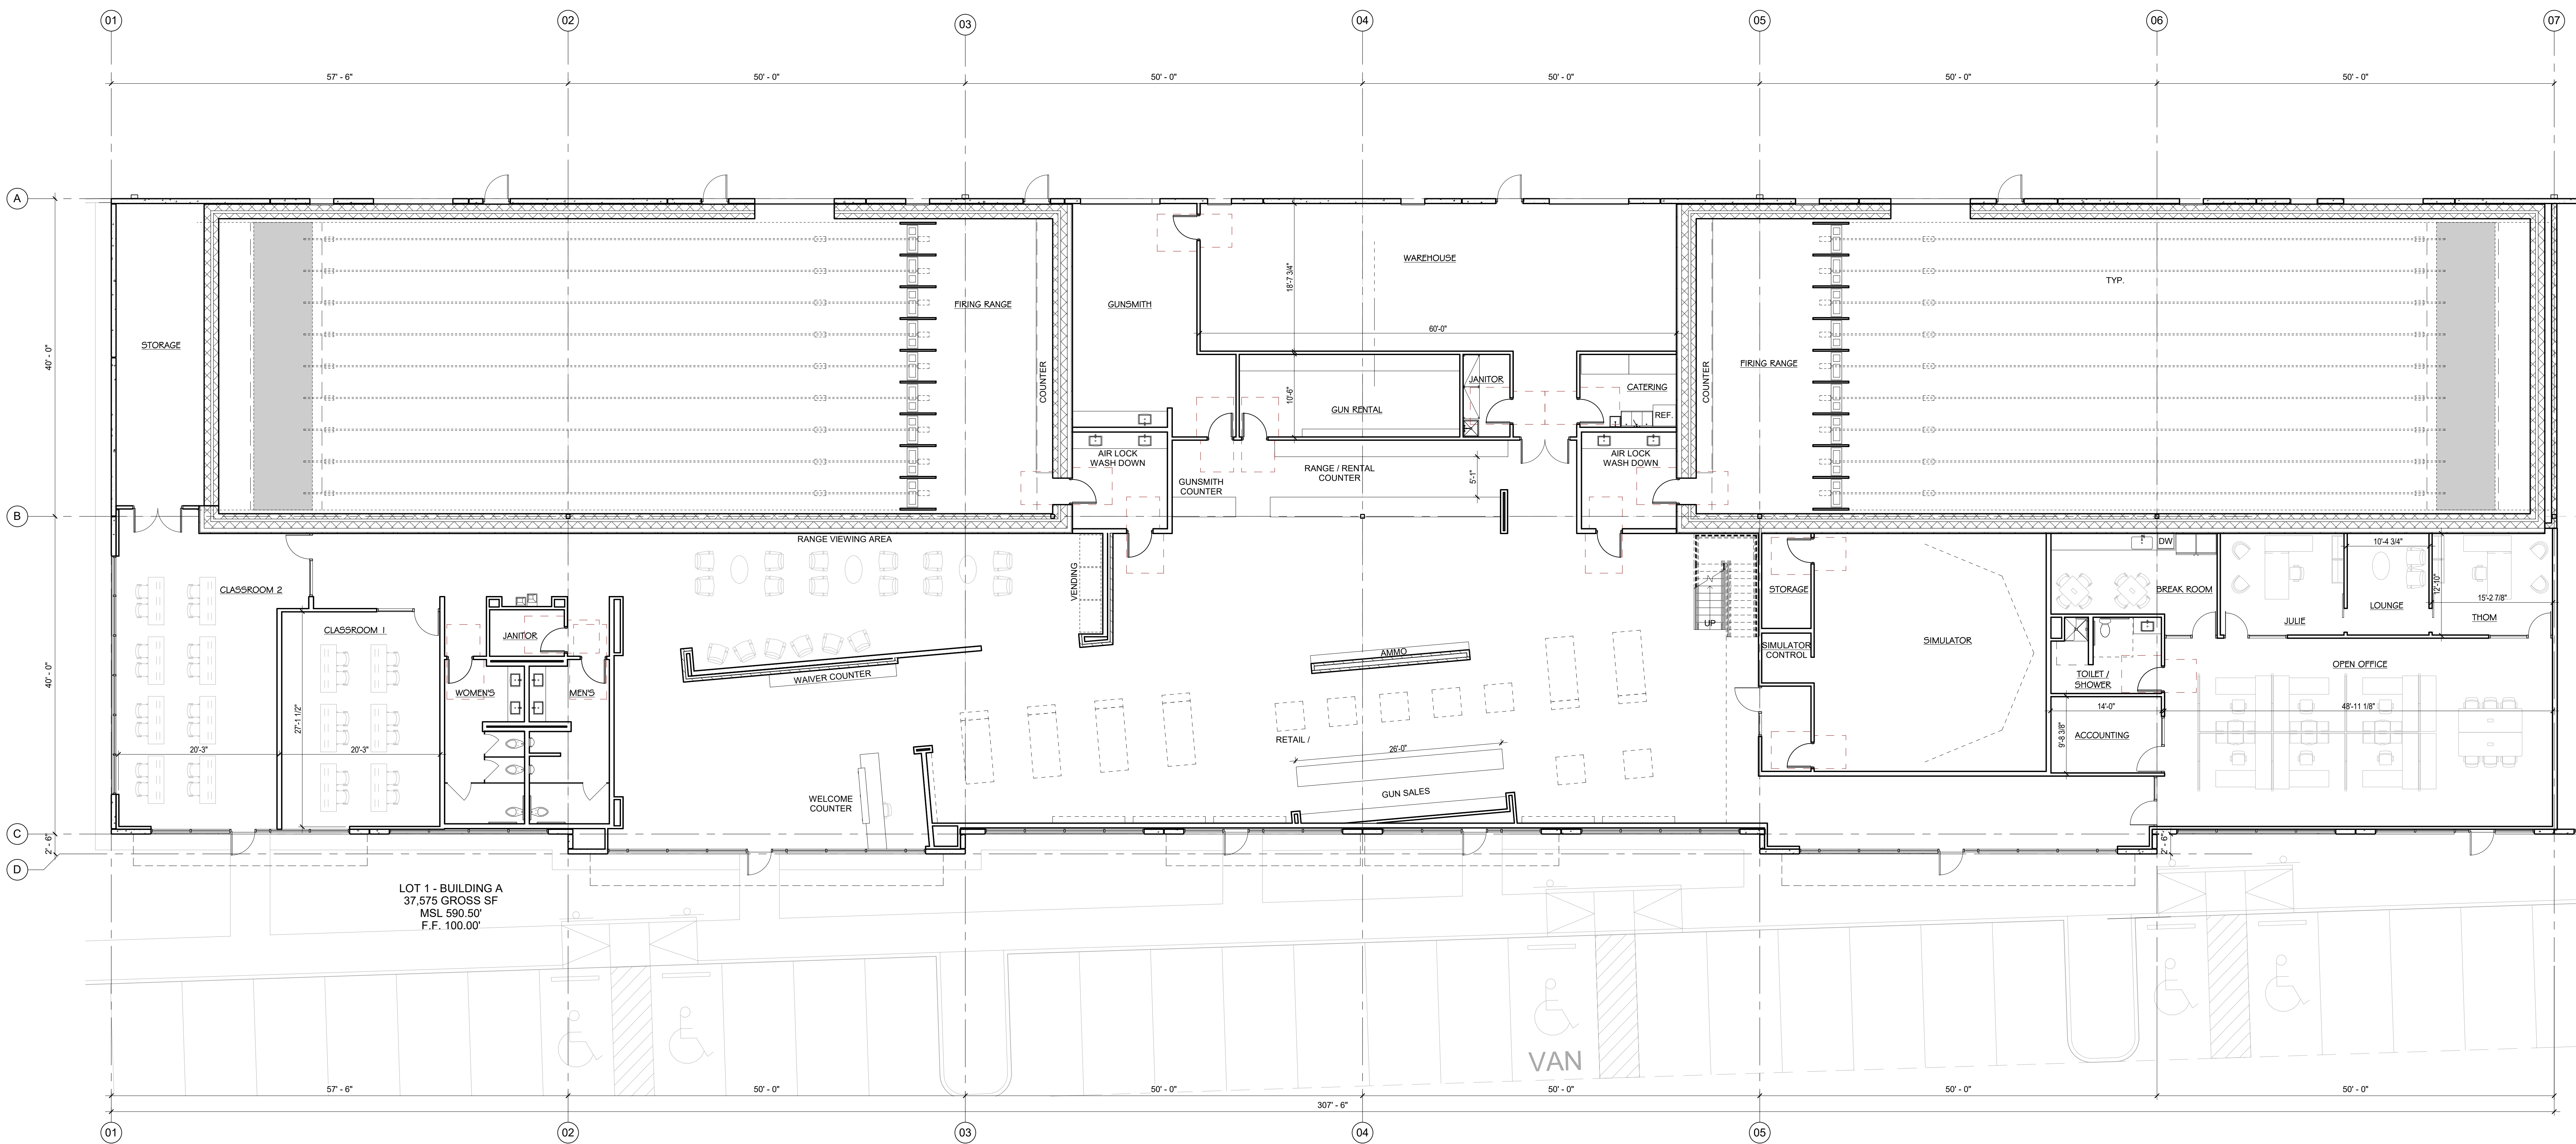 01
02
03
04
05
06
07
57' - 6"
50' - 0"
50' - 0"
50' - 0"
50' - 0"
50' - 0"
A
40' - 0"
B
40' - 0"
C
2' - 6"
D
STORAGE
FIRING RANGE
COUNTER
GUNSMITH
WAREHOUSE
18'-7 3/4"
60'-0"
10'-6"
GUN RENTAL
JANITOR
CATERING
REF.
COUNTER
FIRING RANGE
TYP.
AIR LOCK
WASH DOWN
GUNSMITH
COUNTER
RANGE / RENTAL
COUNTER
5'-1"
AIR LOCK
WASH DOWN
RANGE VIEWING AREA
VENDING
CLASSROOM 2
CLASSROOM 1
27'-1 1/2"
20'-3"
20'-3"
JANITOR
WOMEN'S
MEN'S
WAIVER COUNTER
WELCOME
COUNTER
AMMO
RETAIL /
26'-0"
GUN SALES
UP
STORAGE
SIMULATOR
CONTROL
SIMULATOR
DW
BREAK ROOM
TOILET /
SHOWER
14'-0"
9'-8 3/8"
ACCOUNTING
JULIE
10'-4 3/4"
LOUNGE
12'-10"
15'-2 7/8"
THOM
OPEN OFFICE
48'-11 1/8"
2' - 6"
LOT 1 - BUILDING A
37,575 GROSS SF
MSL 590.50'
F.F. 100.00'
VAN
57' - 6"
50' - 0"
50' - 0"
50' - 0"
50' - 0"
50' - 0"
307' - 6"
01
02
03
04
05